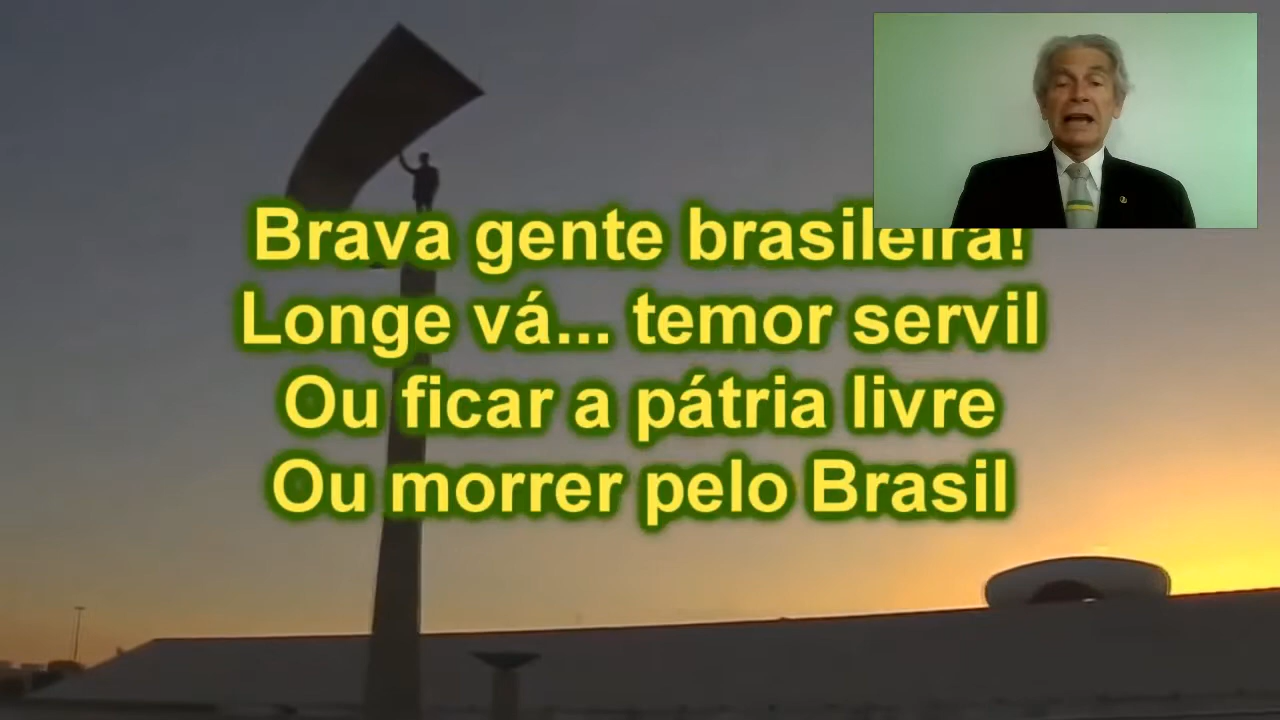 Brava gente brasileira!
Longe vá... temor servil
Ou ficar a pátria livre
Ou morrer pelo Brasil